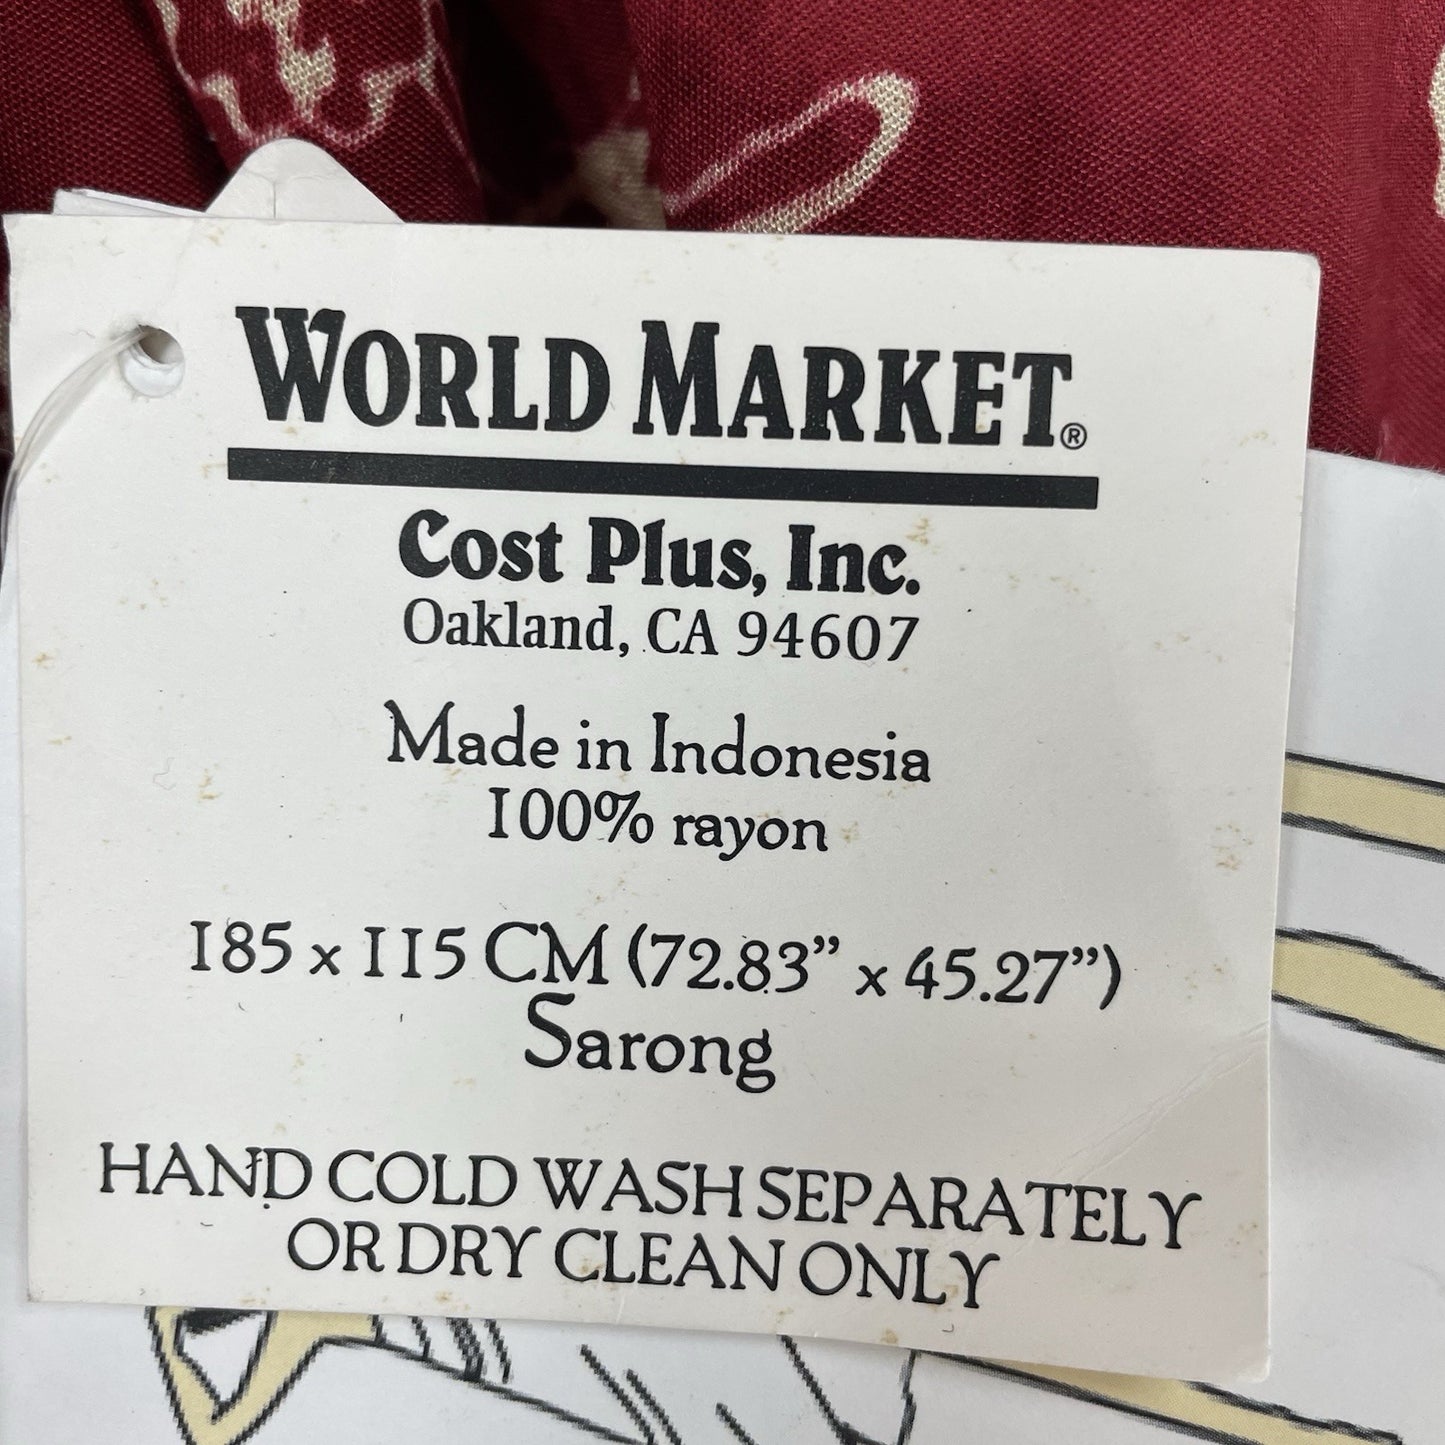 WORLD MARKET®
Cost Plus, Inc.
Oakland, CA 94607
Made in Indonesia
100% rayon
185 x 115 CM (72.83” x 45.27”)
Sarong
HAND COLD WASH SEPARATELY
OR DRY CLEAN ONLY